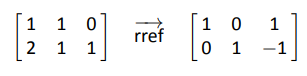 [1 1 0] → [1 0 1]
[2 1 1] rref [0 1 −1]